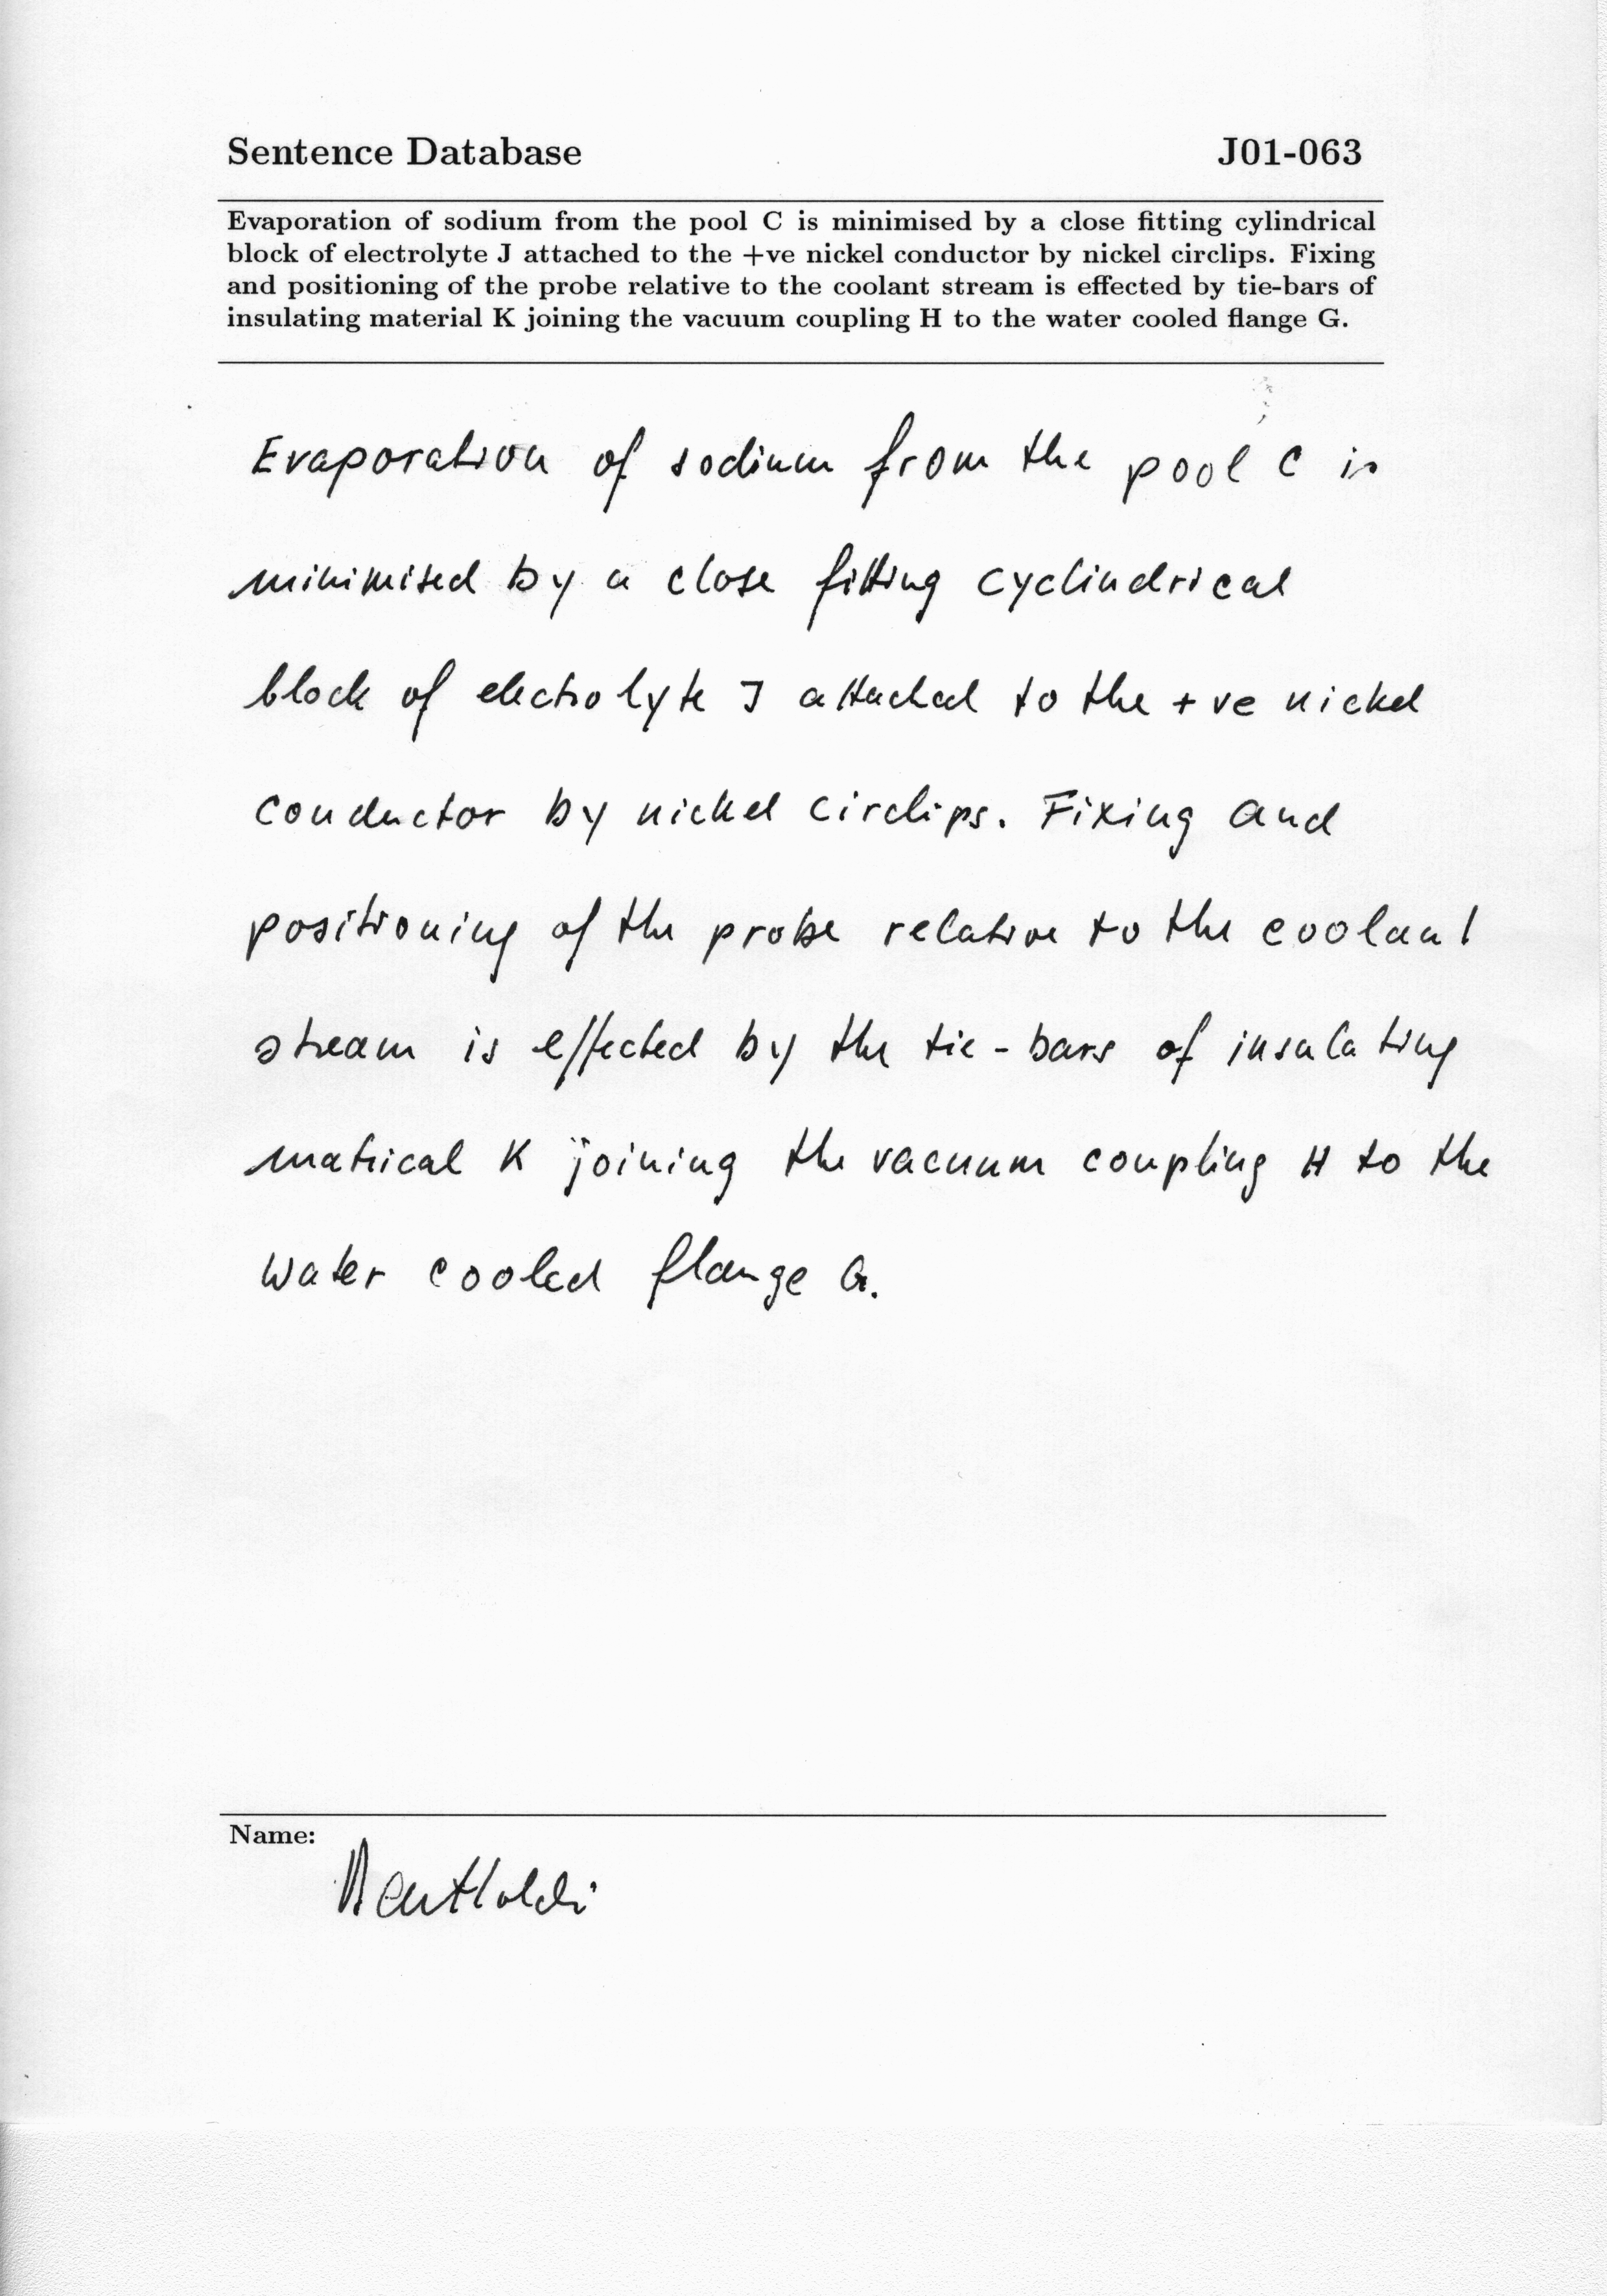 Sentence Database J01-063
Evaporation of sodium from the pool C is minimised by a close fitting cylindrical
block of electrolyte J attached to the +ve nickel conductor by nickel circlips. Fixing
and positioning of the probe relative to the coolant stream is effected by tie-bars of
insulating material K joining the vacuum coupling H to the water cooled flange G.
Evaporation of sodium from the pool C is
minimised by a close fitting cyclindrical
block of electrolyte J attached to the +ve nickel
conductor by nickel circlips. Fixing and
positioning of the probe relative to the coolant
stream is effected by the tie-bars of insulating
matrical K joining the vacuum coupling H to the
water cooled flange G.
Name: